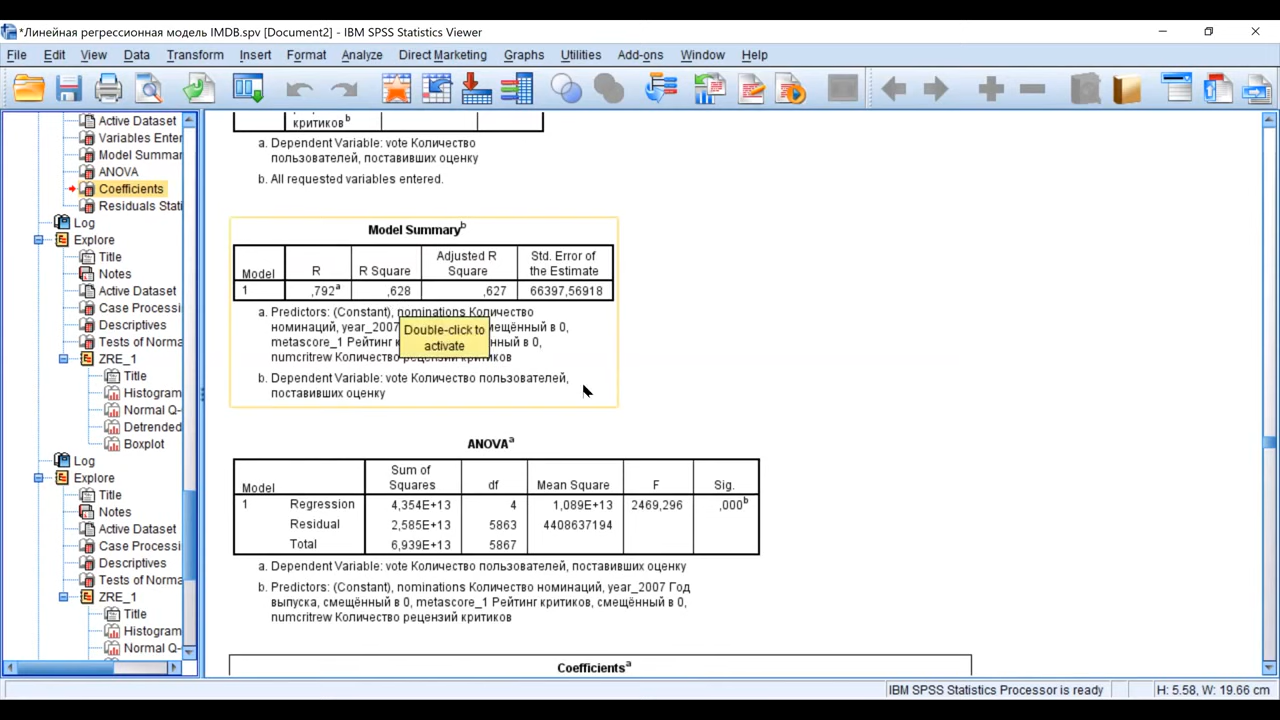 *Линейная регрессионная модель IMDB.spv [Document2] - IBM SPSS Statistics Viewer
File Edit View Data Transform Insert Format Analyze Direct Marketing Graphs Utilities Add-ons Window Help
Active Dataset
Variables Enter
Model Summar
ANOVA
Coefficients
Residuals Stati
Log
Explore
Title
Notes
Active Dataset
Case Processi
Descriptives
Tests of Norma
ZRE_1
Title
Histogram
Normal Q-
Detrended
Boxplot
Log
Explore
Title
Notes
Active Dataset
Case Processi
Descriptives
Tests of Norma
ZRE_1
Title
Histogram
Normal Q-
критиков b
a. Dependent Variable: vote Количество
пользователей, поставивших оценку
b. All requested variables entered.
Model Summary b
Model R R Square Adjusted R Square Std. Error of the Estimate
1 ,792 a ,628 ,627 66397,56918
a. Predictors: (Constant), nominations Количество
номинаций, year_2007 мещённый в 0,
metascore_1 Рейтинг к нный в 0,
numcritrew Количество рецензий критиков
Double-click to
activate
b. Dependent Variable: vote Количество пользователей,
поставивших оценку
ANOVA a
Model Sum of Squares df Mean Square F Sig.
1 Regression 4,354E+13 4 1,089E+13 2469,296 ,000 b
Residual 2,585E+13 5863 4408637194
Total 6,939E+13 5867
a. Dependent Variable: vote Количество пользователей, поставивших оценку
b. Predictors: (Constant), nominations Количество номинаций, year_2007 Год
выпуска, смещённый в 0, metascore_1 Рейтинг критиков, смещённый в 0,
numcritrew Количество рецензий критиков
Coefficients a
IBM SPSS Statistics Processor is ready H: 5.58, W: 19.66 cm